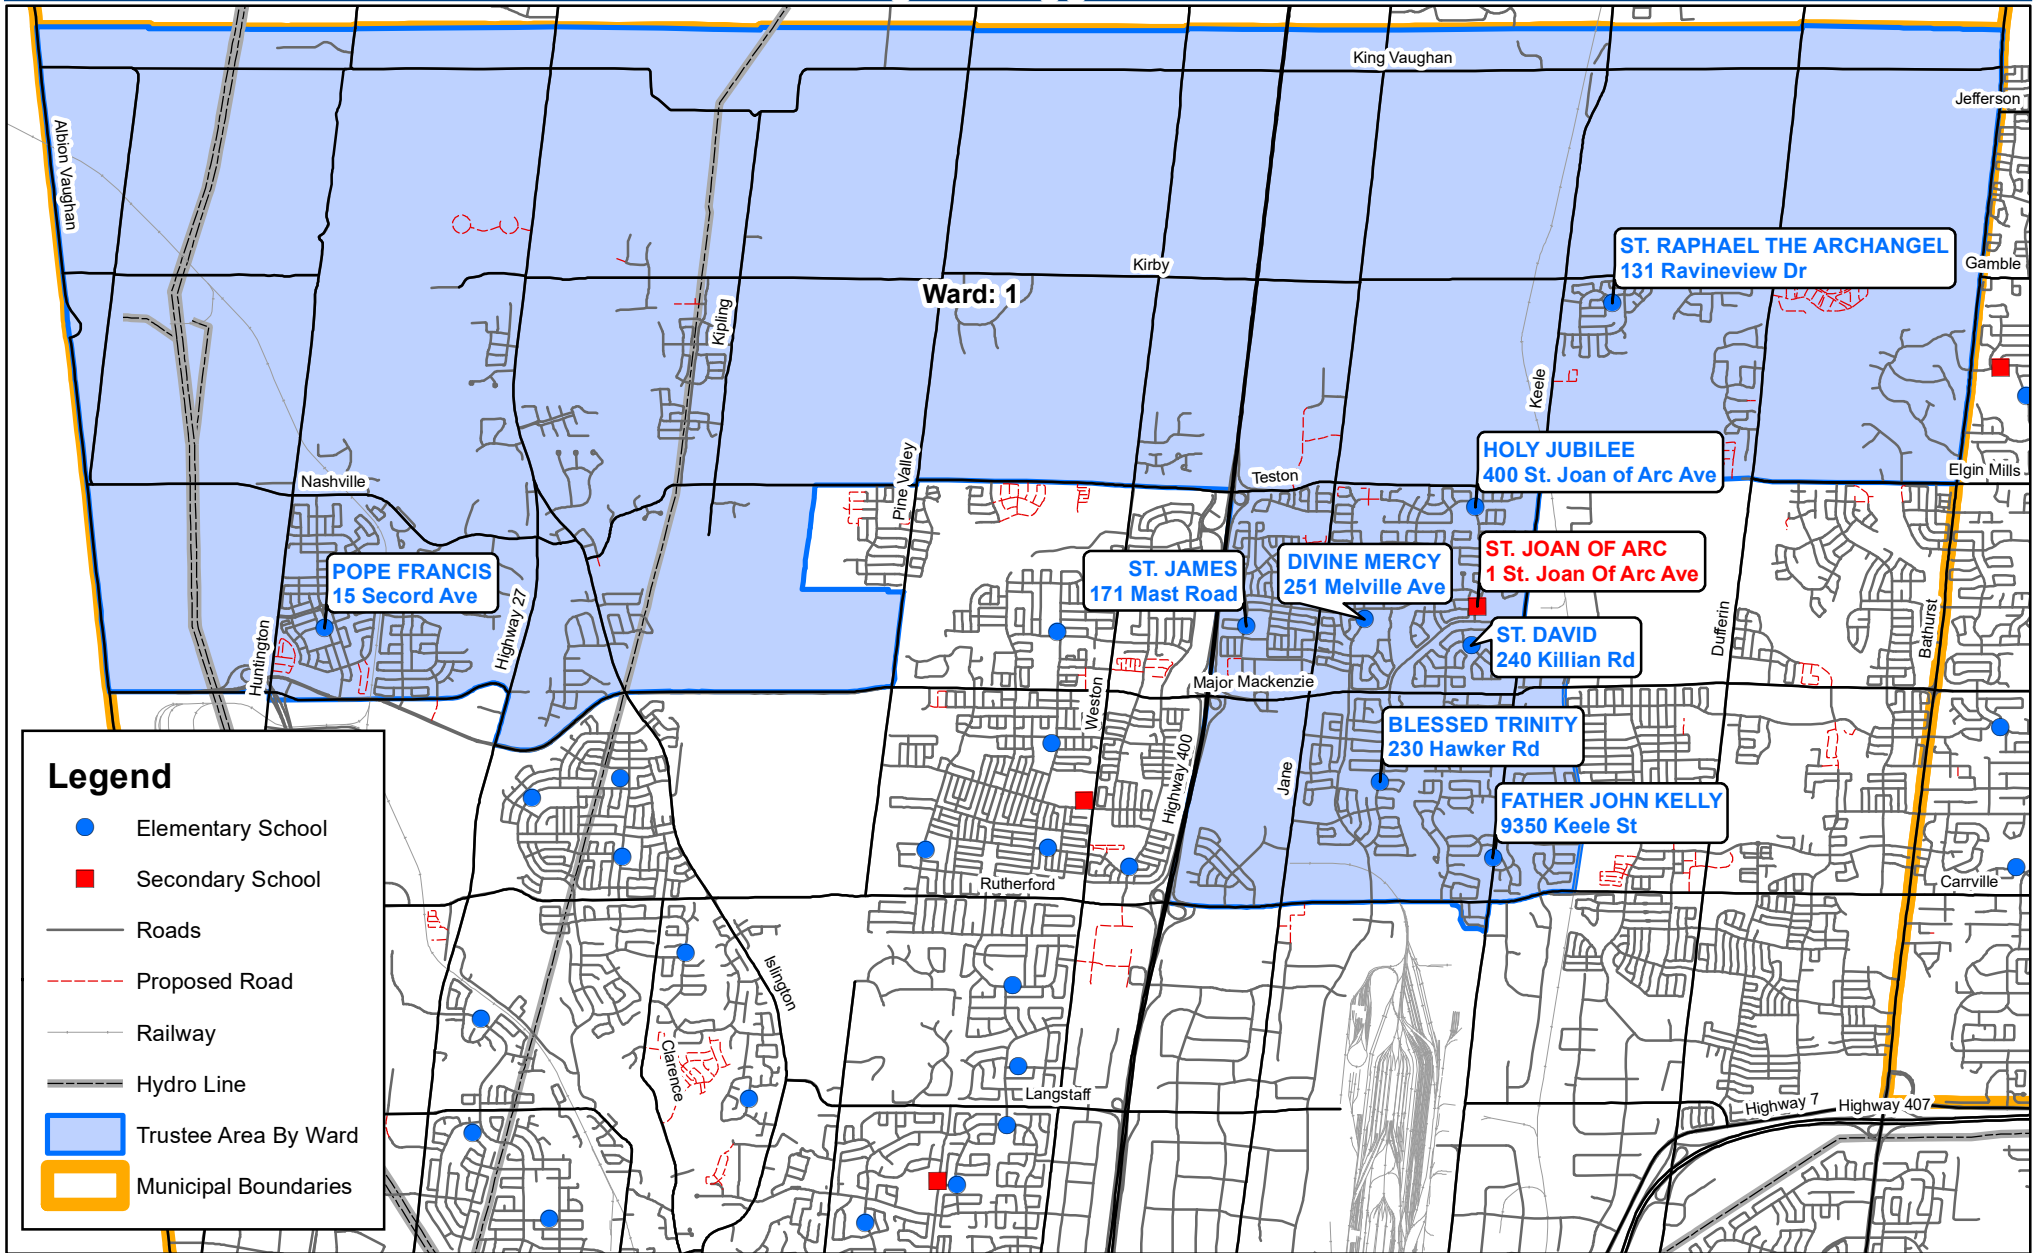 King Vaughan
Jefferson
Albion Vaughan
ST. RAPHAEL THE ARCHANGEL
131 Ravineview Dr
Kirby
Gamble
Ward: 1
Kipling
Keele
HOLY JUBILEE
400 St. Joan of Arc Ave
Pine Valley
Nashville
Teston
Elgin Mills
ST. JOAN OF ARC
1 St. Joan Of Arc Ave
ST. JAMES
171 Mast Road
DIVINE MERCY
251 Melville Ave
POPE FRANCIS
15 Secord Ave
Highway 27
Huntington
ST. DAVID
240 Killian Rd
Dufferin
Bathurst
Major Mackenzie
Weston
BLESSED TRINITY
230 Hawker Rd
Highway 400
Jane
FATHER JOHN KELLY
9350 Keele St
Rutherford
Carrville
Islington
Clarence
Langstaff
Highway 7
Highway 407
Legend
Elementary School
Secondary School
Roads
Proposed Road
Railway
Hydro Line
Trustee Area By Ward
Municipal Boundaries